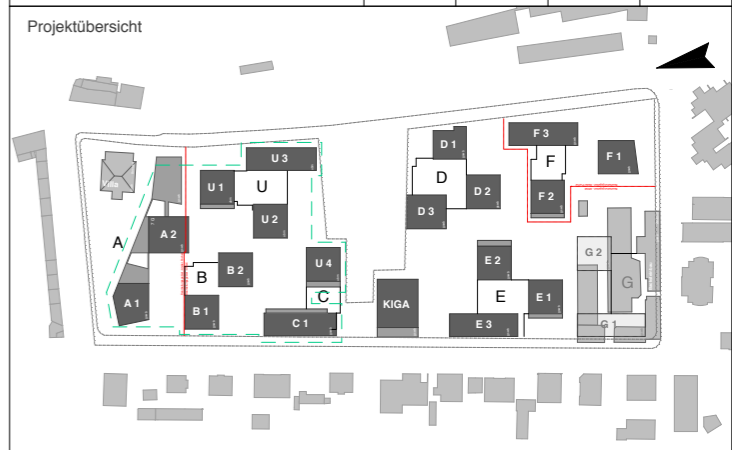 Projektübersicht
D 1
F 3
U 3
D
F
F 1
Villa
U 1
U
D 2
F 2
D 3
U 2
A
A 2
G 2
B
B 2
U 4
E 2
G
A 1
C
KIGA
E
E 1
B 1
C 1
E 3
G 1